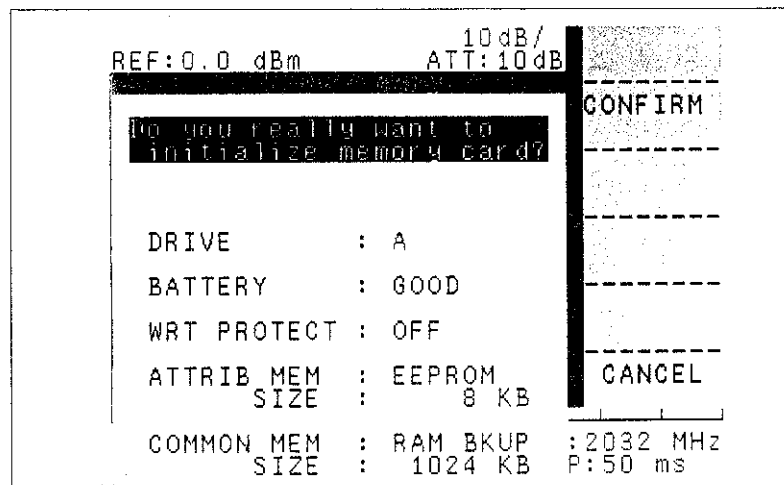 10dB/
REF:0.0 dBm ATT:10dB
CONFIRM
Do you really want to
initialize memory card?
DRIVE : A
BATTERY : GOOD
WRT PROTECT : OFF
ATTRIB MEM : EEPROM
SIZE : 8 KB
CANCEL
COMMON MEM : RAM BKUP
SIZE : 1024 KB
:2032 MHz
P:50 ms